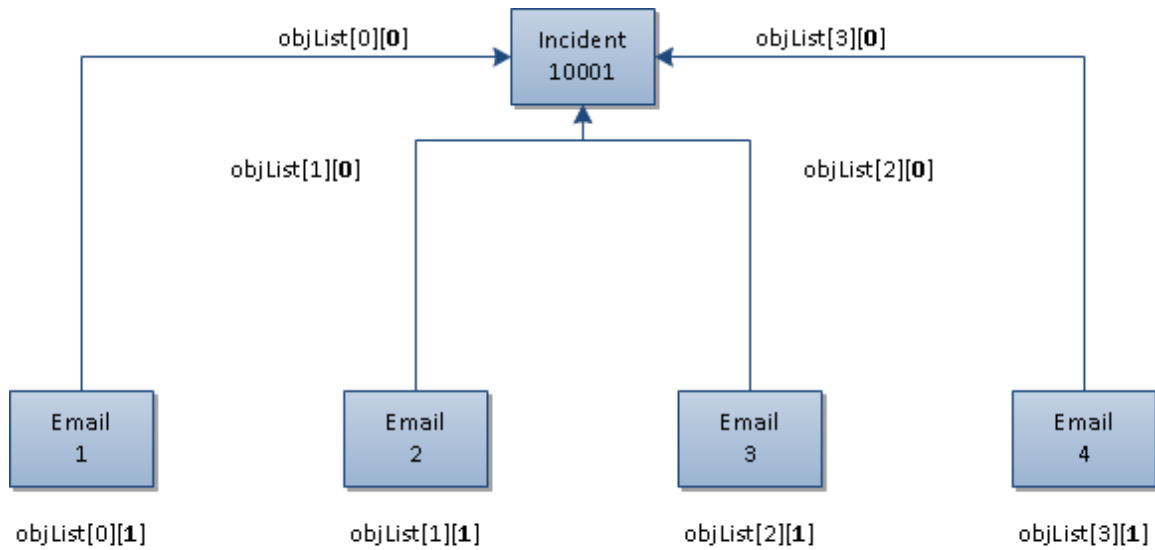 objList[0][0]
Incident
10001
objList[3][0]
objList[1][0]
objList[2][0]
Email
1
Email
2
Email
3
Email
4
objList[0][1]
objList[1][1]
objList[2][1]
objList[3][1]